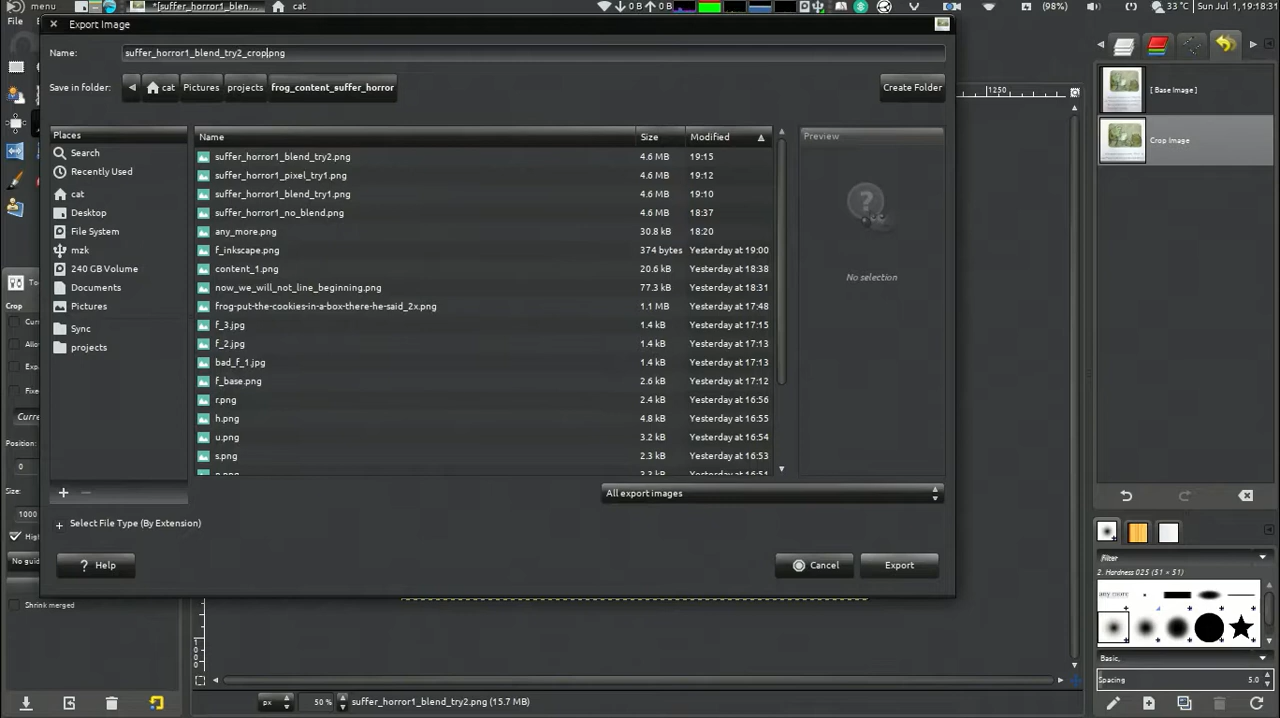 menu *[suffer_horror1_blen... cat 0 B 0 B (98%) 33 °C Sun Jul 1, 19:18:31
File Export Image
Name: suffer_horror1_blend_try2_crop|png
Save in folder: cat Pictures projects frog_content_suffer_horror Create Folder
1250
[ Base Image ]
Crop Image
Places
Search
Recently Used
cat
Desktop
File System
mzk
240 GB Volume
Documents
Pictures
Sync
projects
Name Size Modified
suffer_horror1_blend_try2.png 4.6 MB 19:15
suffer_horror1_pixel_try1.png 4.6 MB 19:12
suffer_horror1_blend_try1.png 4.6 MB 19:10
suffer_horror1_no_blend.png 4.6 MB 18:37
any_more.png 30.8 kB 18:20
f_inkscape.png 374 bytes Yesterday at 19:00
content_1.png 20.6 kB Yesterday at 18:38
now_we_will_not_line_beginning.png 77.3 kB Yesterday at 18:31
frog-put-the-cookies-in-a-box-there-he-said_2x.png 1.1 MB Yesterday at 17:48
f_3.jpg 1.4 kB Yesterday at 17:15
f_2.jpg 1.4 kB Yesterday at 17:13
bad_f_1.jpg 1.4 kB Yesterday at 17:13
f_base.png 2.6 kB Yesterday at 17:12
r.png 2.4 kB Yesterday at 16:56
h.png 4.8 kB Yesterday at 16:55
u.png 3.2 kB Yesterday at 16:54
s.png 2.3 kB Yesterday at 16:53
Preview
No selection
To
Crop
Curr
Allo
Exp
Fixe
Curre
Position:
0
Size:
1000
High
No guid
Shrink merged
All export images
+ Select File Type (By Extension)
Help Cancel Export
Filter
2. Hardness 025 (51 × 51)
any more
Basic,
Spacing 5.0
px 50 % suffer_horror1_blend_try2.png (15.7 MB)